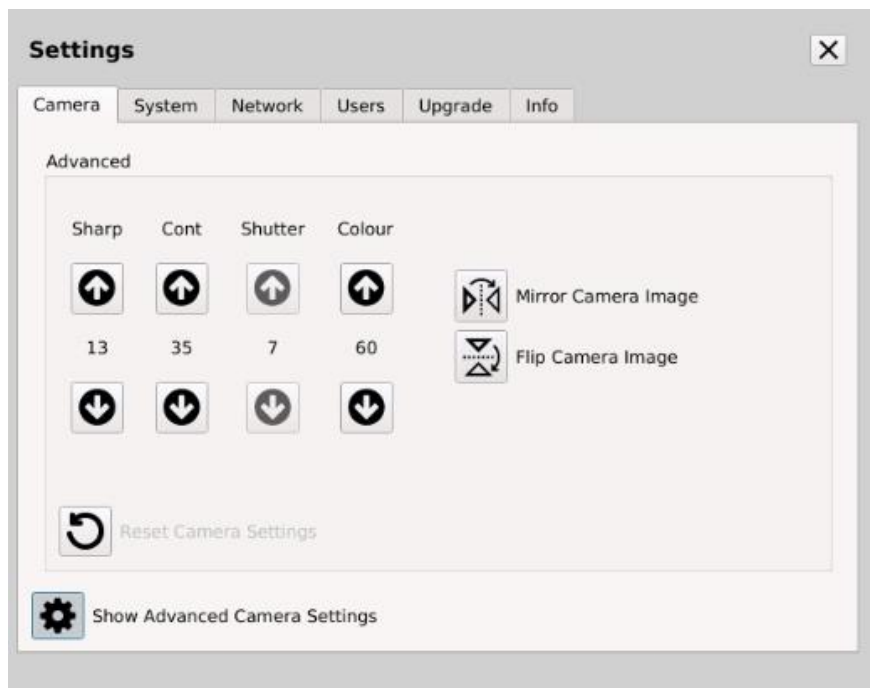 Settings
Camera System Network Users Upgrade Info
Advanced
Sharp Cont Shutter Colour
Mirror Camera Image
13 35 7 60
Flip Camera Image
Reset Camera Settings
Show Advanced Camera Settings